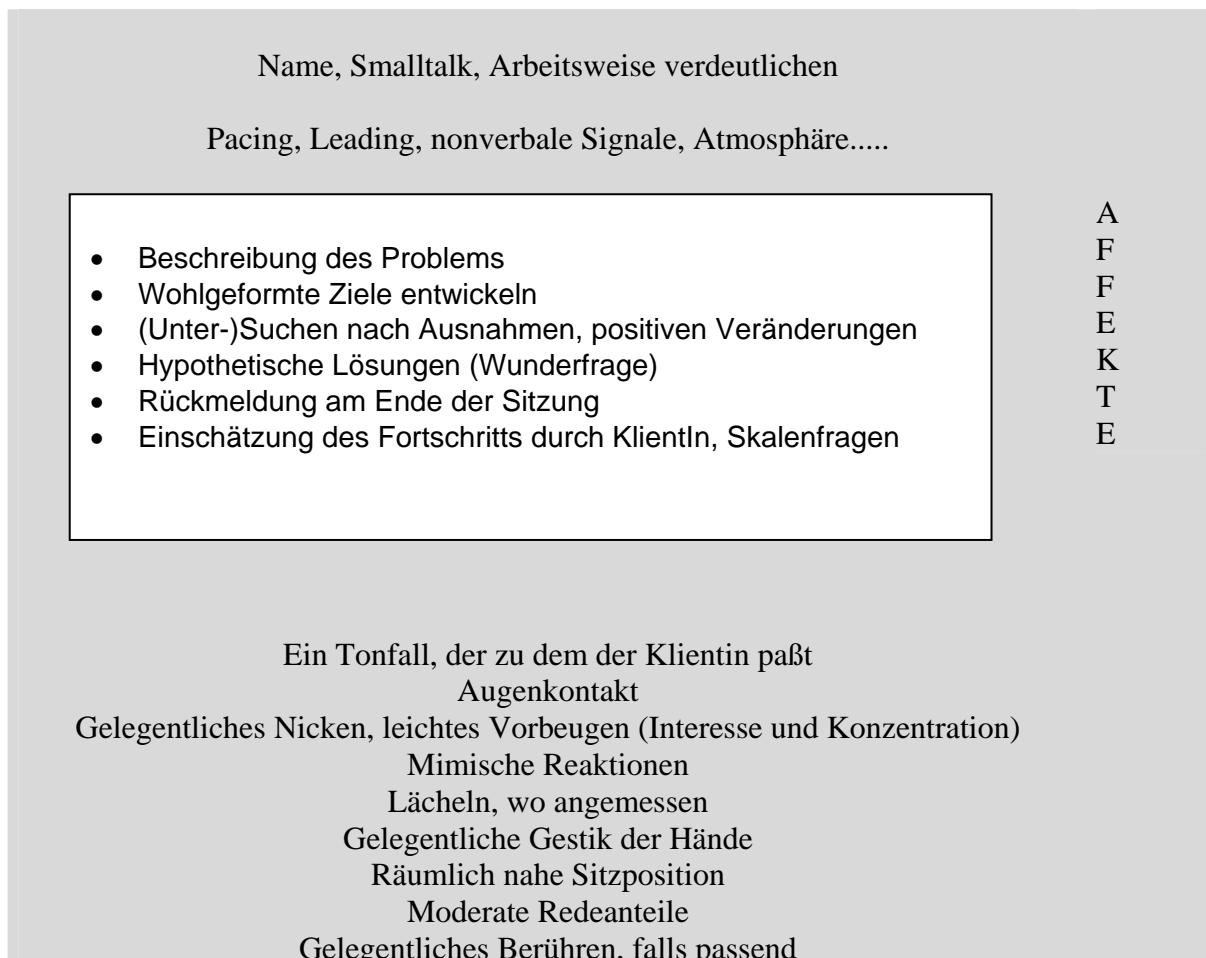 Name, Smalltalk, Arbeitsweise verdeutlichen
Pacing, Leading, nonverbale Signale, Atmosphäre.....
• Beschreibung des Problems
• Wohlgeformte Ziele entwickeln
• (Unter-)Suchen nach Ausnahmen, positiven Veränderungen
• Hypothetische Lösungen (Wunderfrage)
• Rückmeldung am Ende der Sitzung
• Einschätzung des Fortschritts durch KlientIn, Skalenfragen
A
F
F
E
K
T
E
Ein Tonfall, der zu dem der Klientin paßt
Augenkontakt
Gelegentliches Nicken, leichtes Vorbeugen (Interesse und Konzentration)
Mimische Reaktionen
Lächeln, wo angemessen
Gelegentliche Gestik der Hände
Räumlich nahe Sitzposition
Moderate Redeanteile
Gelegentliches Berühren, falls passend